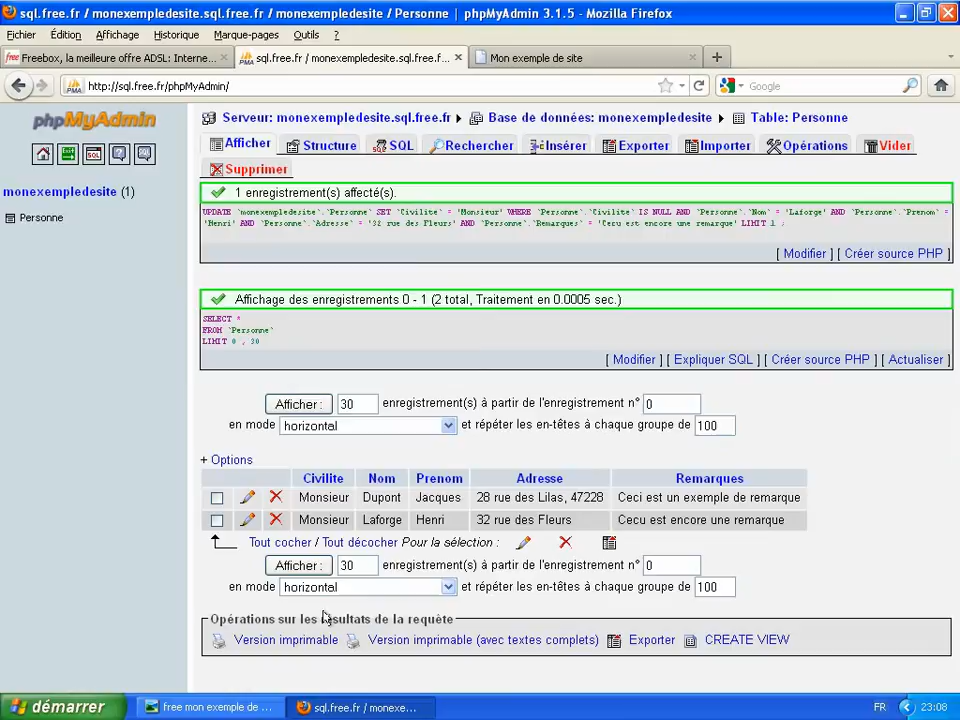 sql.free.fr / monexempledesite.sql.free.fr / monexempledesite / Personne | phpMyAdmin 3.1.5 - Mozilla Firefox
Fichier Édition Affichage Historique Marque-pages Outils ?
free Freebox, la meilleure offre ADSL: Interne... × PMA sql.free.fr / monexempledesite.sql.free.f... × Mon exemple de site × +
PMA http://sql.free.fr/phpMyAdmin/ Google
phpMyAdmin
SQL
monexempledesite (1)
Personne
Serveur: monexempledesite.sql.free.fr Base de données: monexempledesite Table: Personne
Afficher Structure SQL Rechercher Insérer Exporter Importer Opérations Vider
Supprimer
1 enregistrement(s) affecté(s).
UPDATE `monexempledesite`.`Personne` SET `Civilite` = 'Monsieur' WHERE `Personne`.`Civilite` IS NULL AND `Personne`.`Nom` = 'Laforge' AND `Personne`.`Prenom` =
'Henri' AND `Personne`.`Adresse` = '32 rue des Fleurs' AND `Personne`.`Remarques` = 'Cecu est encore une remarque' LIMIT 1 ;
[ Modifier ] [ Créer source PHP ]
Affichage des enregistrements 0 - 1 (2 total, Traitement en 0.0005 sec.)
SELECT *
FROM `Personne`
LIMIT 0 , 30
[ Modifier ] [ Expliquer SQL ] [ Créer source PHP ] [ Actualiser ]
Afficher : 30 enregistrement(s) à partir de l'enregistrement n° 0
en mode horizontal et répéter les en-têtes à chaque groupe de 100
+ Options
Civilite Nom Prenom Adresse Remarques
Monsieur Dupont Jacques 28 rue des Lilas, 47228 Ceci est un exemple de remarque
Monsieur Laforge Henri 32 rue des Fleurs Cecu est encore une remarque
Tout cocher / Tout décocher Pour la sélection :
Afficher : 30 enregistrement(s) à partir de l'enregistrement n° 0
en mode horizontal et répéter les en-têtes à chaque groupe de 100
Opérations sur les résultats de la requête
Version imprimable Version imprimable (avec textes complets) Exporter CREATE VIEW
démarrer free mon exemple de ... sql.free.fr / monexe... FR 23:08